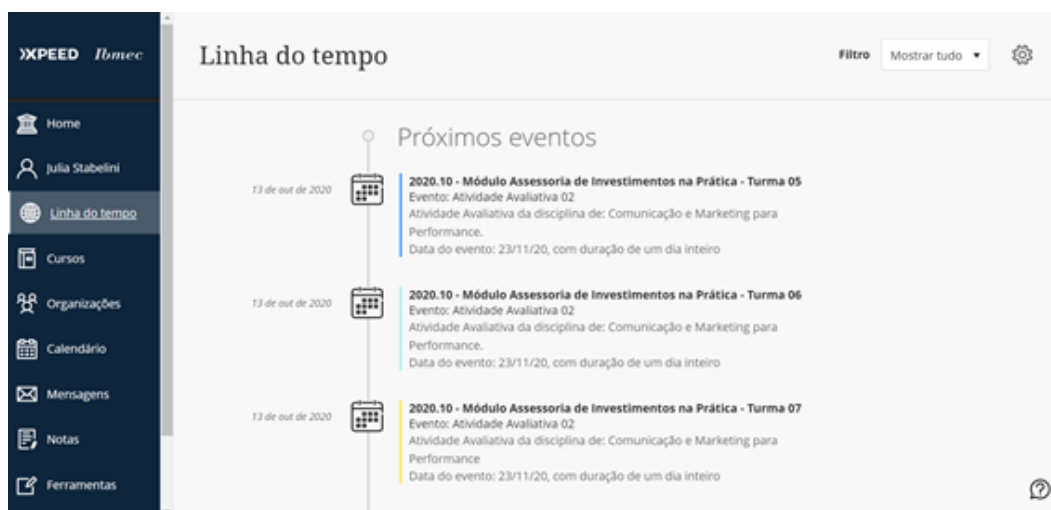 XPEED Ibmec
Home
Julia Stabelini
Linha do tempo
Cursos
Organizações
Calendário
Mensagens
Notas
Ferramentas
Linha do tempo
Filtro Mostrar tudo
Próximos eventos
13 de out de 2020
2020.10 - Módulo Assessoria de Investimentos na Prática - Turma 05
Evento: Atividade Avaliativa 02
Atividade Avaliativa da disciplina de: Comunicação e Marketing para
Performance.
Data do evento: 23/11/20, com duração de um dia inteiro
13 de out de 2020
2020.10 - Módulo Assessoria de Investimentos na Prática - Turma 06
Evento: Atividade Avaliativa 02
Atividade Avaliativa da disciplina de: Comunicação e Marketing para
Performance.
Data do evento: 23/11/20, com duração de um dia inteiro
13 de out de 2020
2020.10 - Módulo Assessoria de Investimentos na Prática - Turma 07
Evento: Atividade Avaliativa 02
Atividade Avaliativa da disciplina de: Comunicação e Marketing para
Performance
Data do evento: 23/11/20, com duração de um dia inteiro